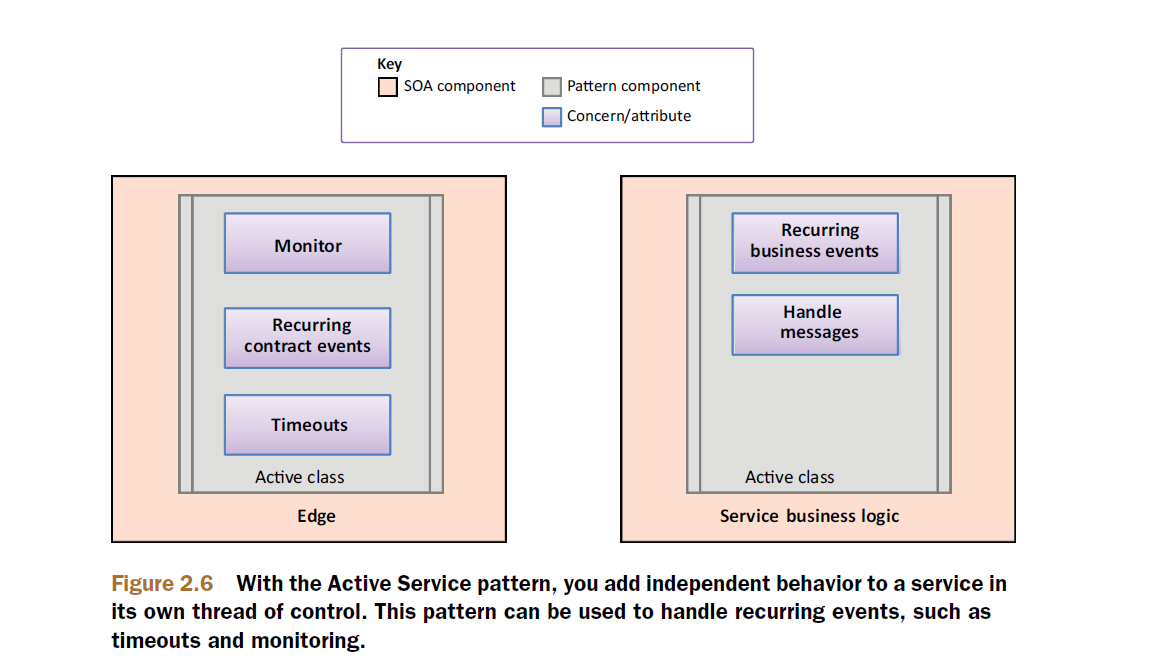 Key
SOA component
Pattern component
Concern/attribute
Monitor
Recurring
contract events
Timeouts
Active class
Edge
Recurring
business events
Handle
messages
Active class
Service business logic
Figure 2.6 With the Active Service pattern, you add independent behavior to a service in
its own thread of control. This pattern can be used to handle recurring events, such as
timeouts and monitoring.